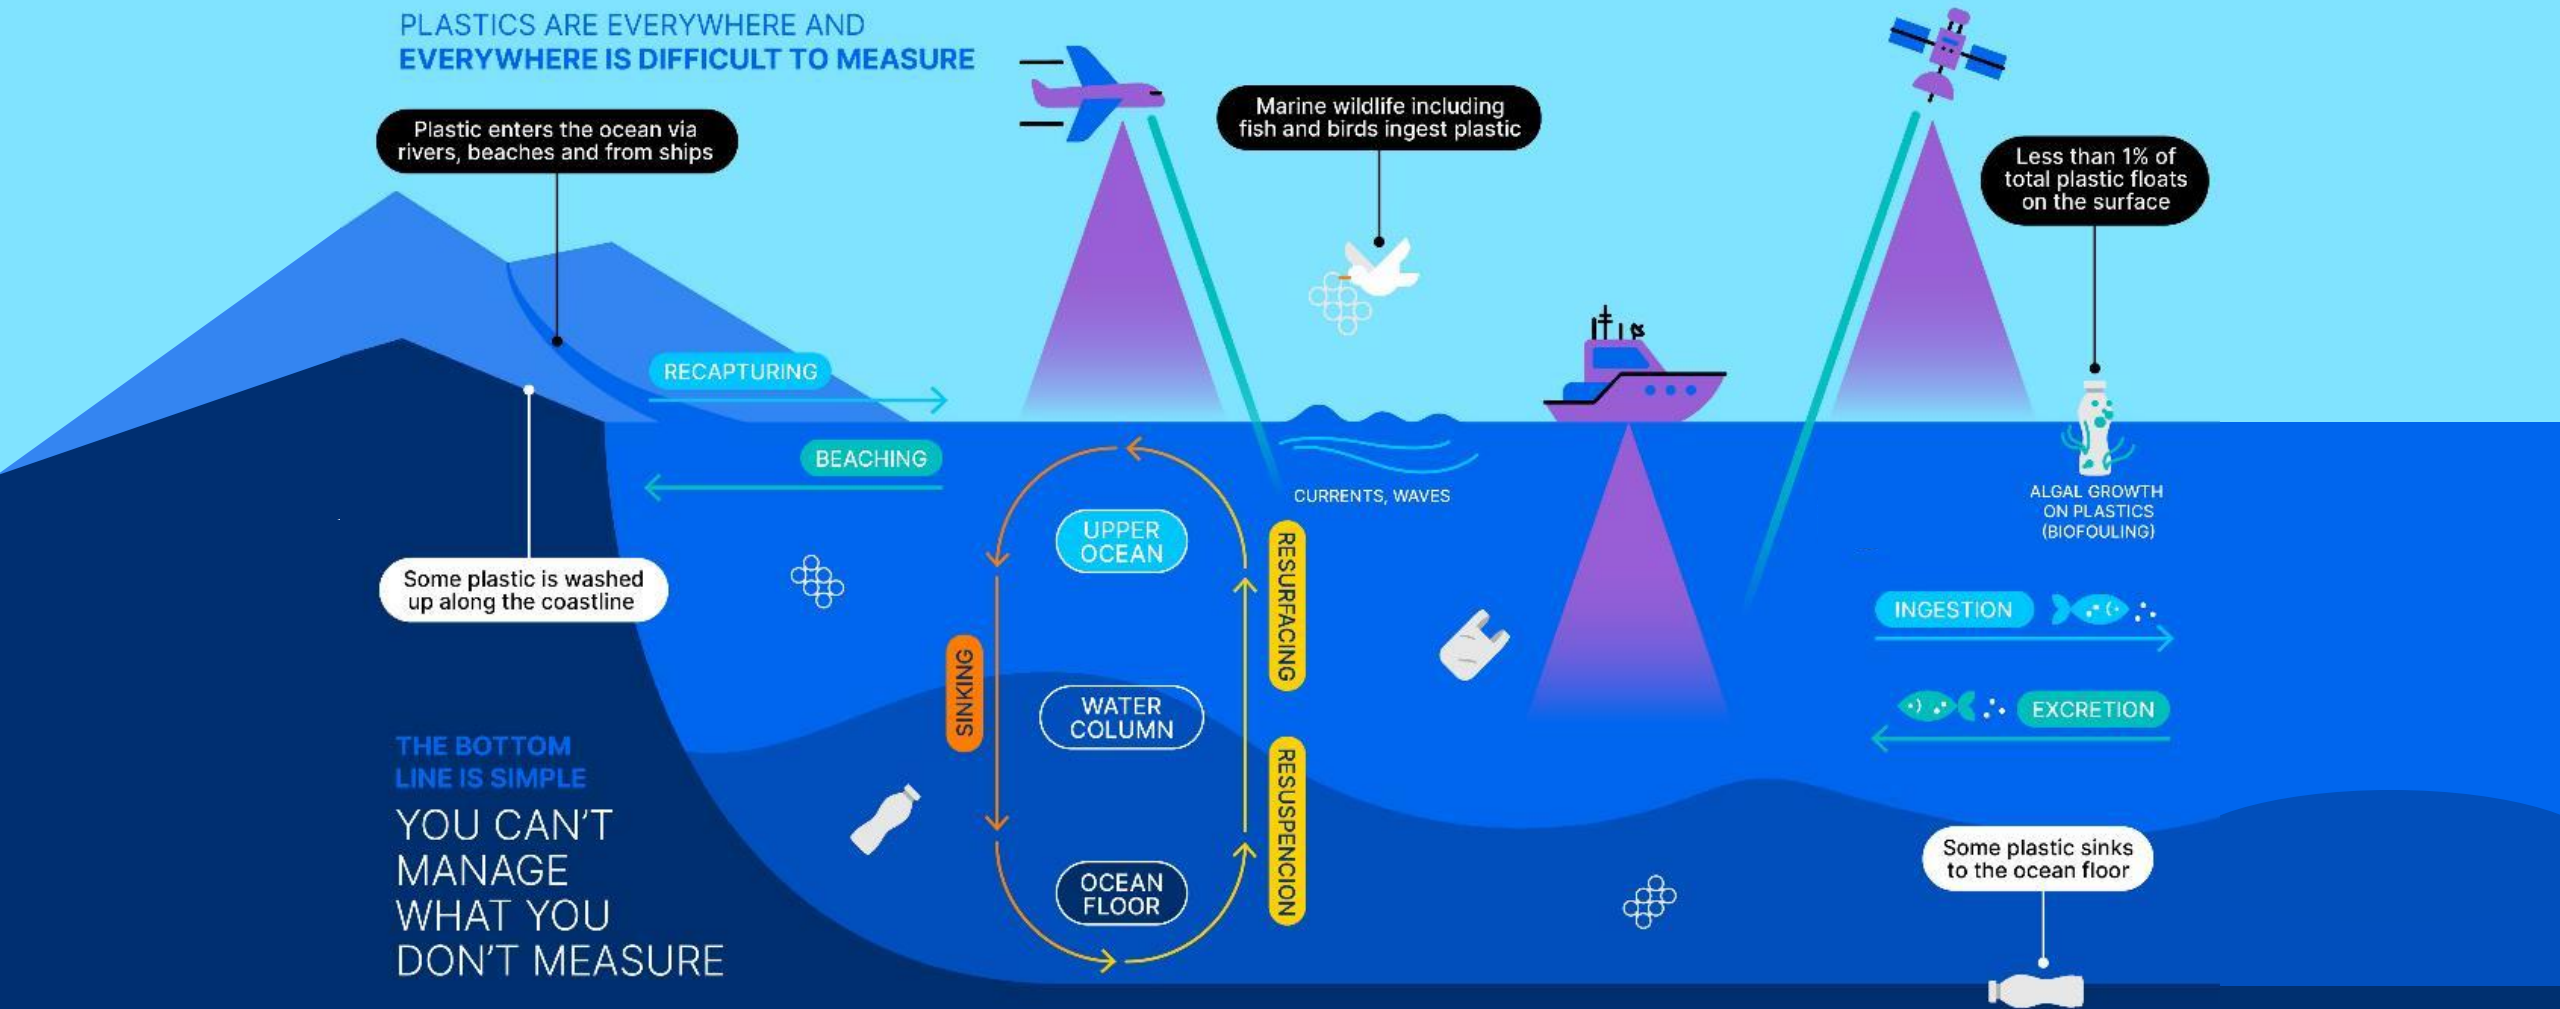 PLASTICS ARE EVERYWHERE AND
EVERYWHERE IS DIFFICULT TO MEASURE
Plastic enters the ocean via
rivers, beaches and from ships
Marine wildlife including
fish and birds ingest plastic
Less than 1% of
total plastic floats
on the surface
RECAPTURING
BEACHING
CURRENTS, WAVES
ALGAL GROWTH
ON PLASTICS
(BIOFOULING)
UPPER
OCEAN
RESURFACING
Some plastic is washed
up along the coastline
INGESTION
SINKING
WATER
COLUMN
EXCRETION
RESUSPENCION
THE BOTTOM
LINE IS SIMPLE
YOU CAN'T
MANAGE
WHAT YOU
DON'T MEASURE
OCEAN
FLOOR
Some plastic sinks
to the ocean floor